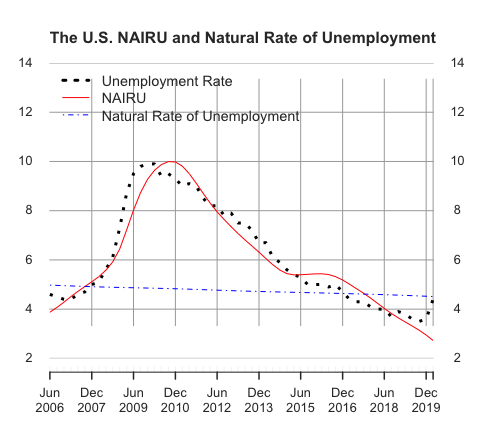 The U.S. NAIRU and Natural Rate of Unemployment
14 14
Unemployment Rate
NAIRU
12 12
Natural Rate of Unemployment
10 10
8 8
6 6
4 4
2 2
Jun Dec Jun Dec Jun Dec Jun Dec Jun Dec
2006 2007 2009 2010 2012 2013 2015 2016 2018 2019